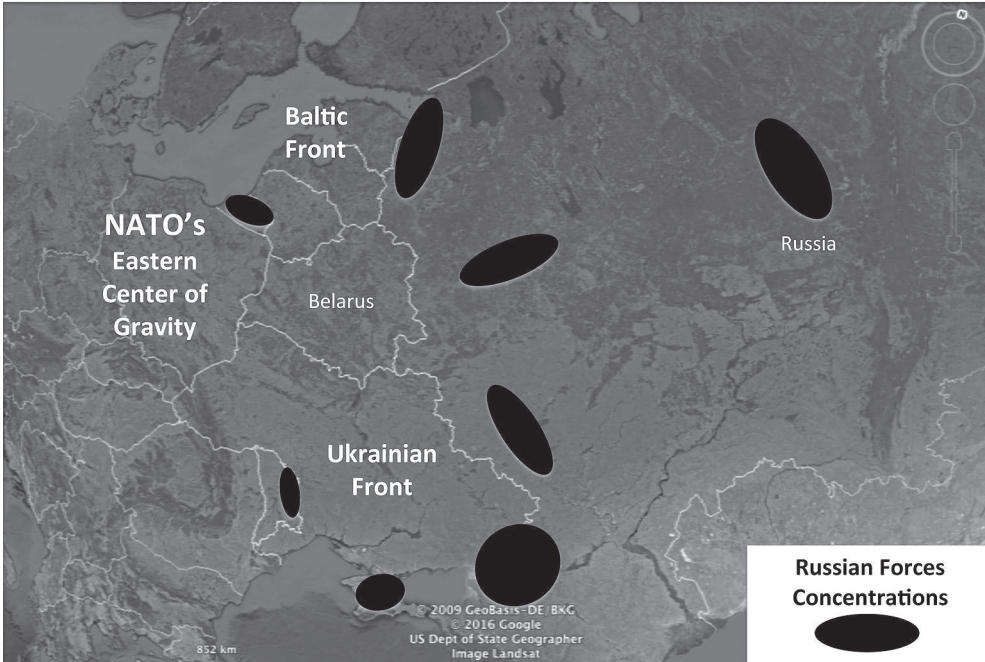 N
Baltic
Front
NATO's
Eastern
Center of
Gravity
Belarus
Russia
Ukrainian
Front
Russian Forces
Concentrations
© 2009 GeoBasis-DE/BKG
© 2016 Google
US Dept of State Geographer
Image Landsat
852 km